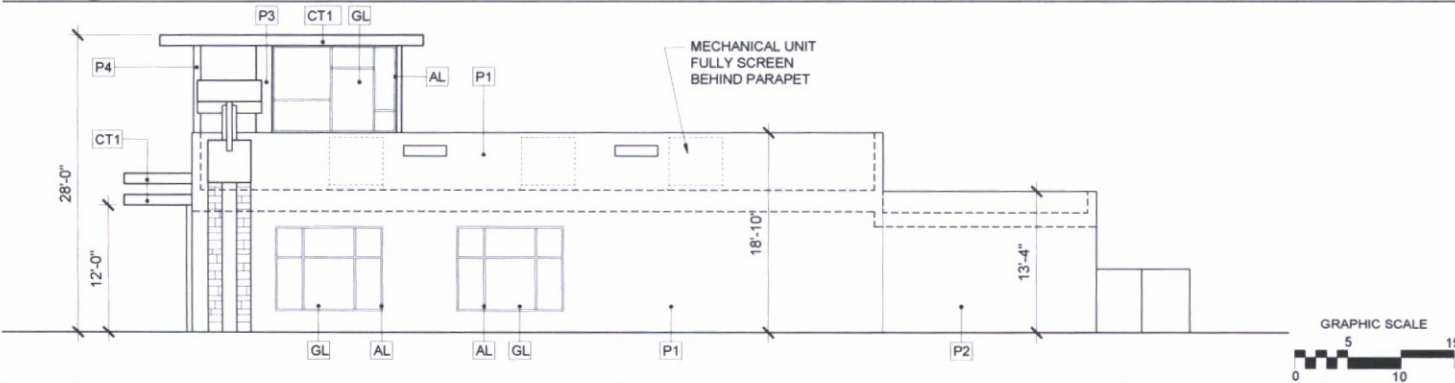 P3 CT1 GL
P4
AL
P1
MECHANICAL UNIT
FULLY SCREEN
BEHIND PARAPET
CT1
28'-0"
12'-0"
18'-10"
13'-4"
GL AL AL GL P1 P2
GRAPHIC SCALE
5 15
0 10